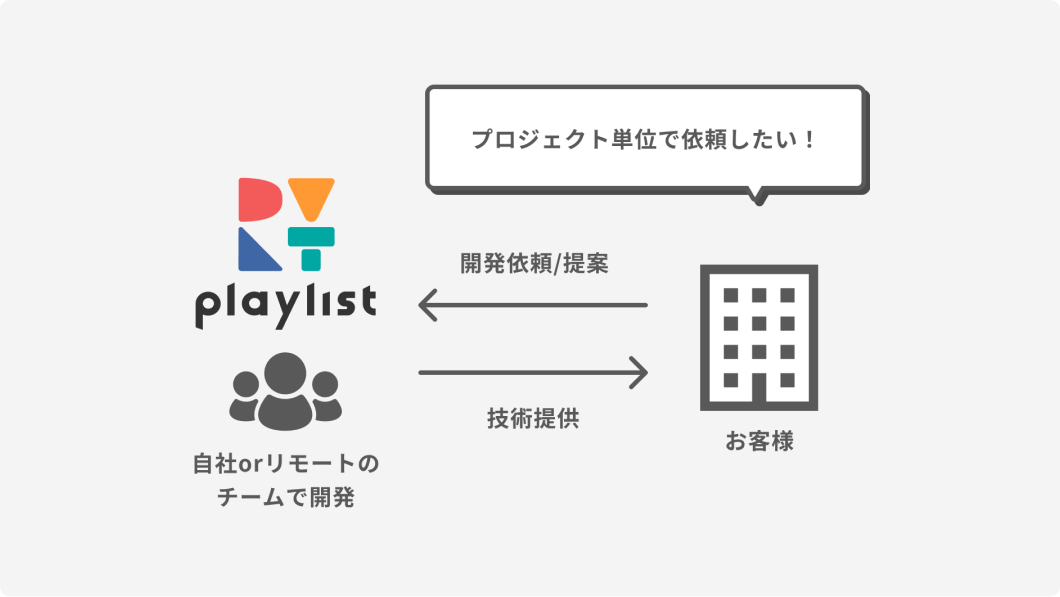 プロジェクト単位で依頼したい！
playlist
開発依頼/提案
技術提供
お客様
自社orリモートの
チームで開発